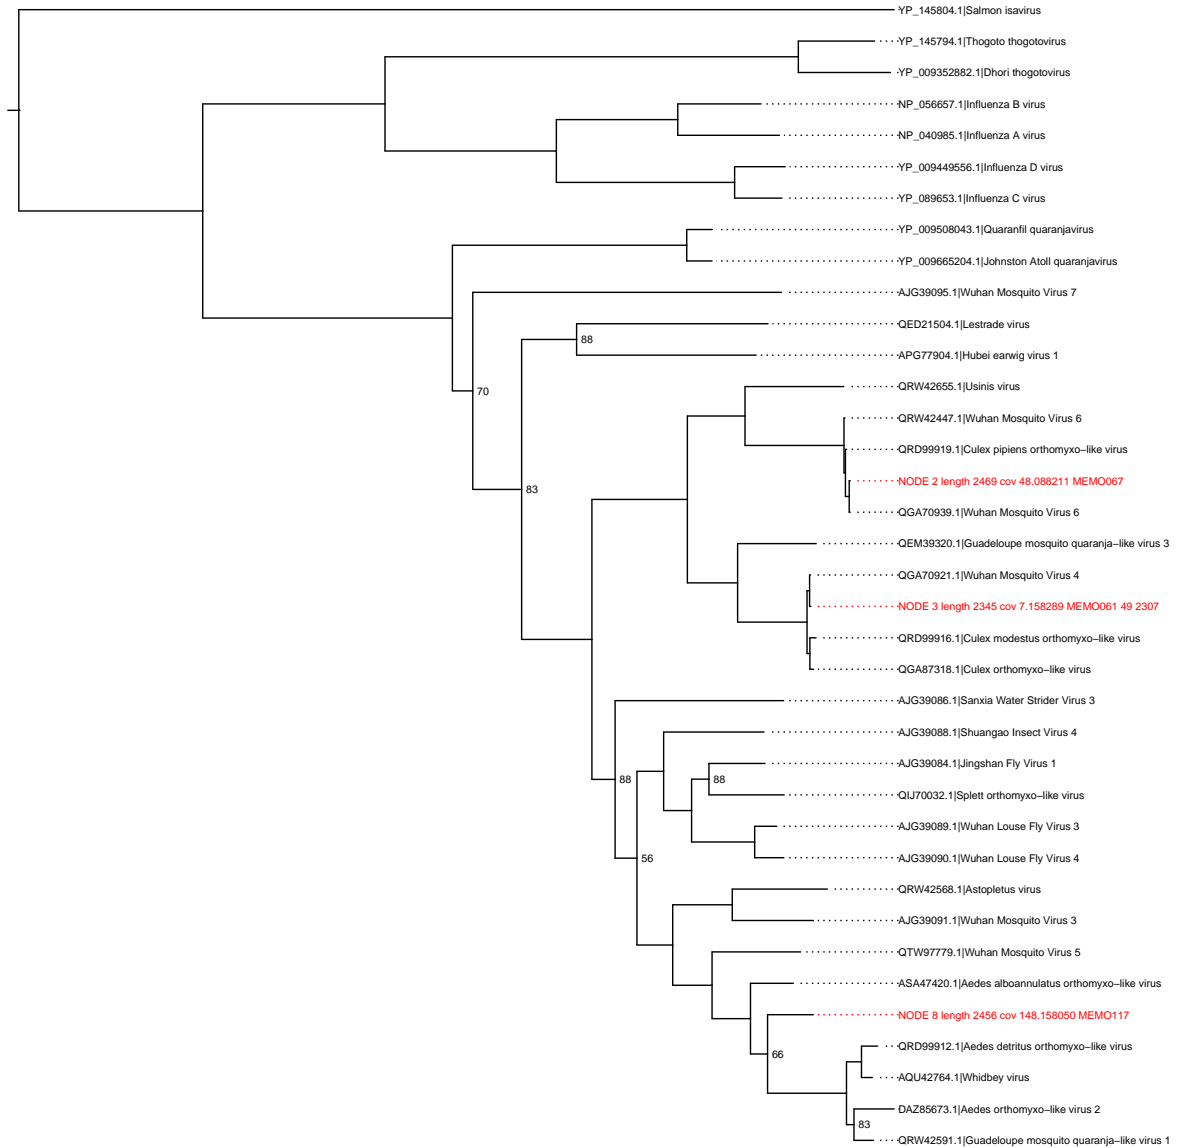 YP_145804.1|Salmon isavirus
YP_145794.1|Thogoto thogotovirus
YP_009352882.1|Dhori thogotovirus
NP_056657.1|Influenza B virus
NP_040985.1|Influenza A virus
YP_009449556.1|Influenza D virus
YP_089653.1|Influenza C virus
YP_009508043.1|Quaranfil quaranjavirus
YP_009665204.1|Johnston Atoll quaranjavirus
AJG39095.1|Wuhan Mosquito Virus 7
QED21504.1|Lestrade virus
88
APG77904.1|Hubei earwig virus 1
QRW42655.1|Usinis virus
70
QRW42447.1|Wuhan Mosquito Virus 6
QRD99919.1|Culex pipiens orthomyxo−like virus
NODE 2 length 2469 cov 48.088211 MEMO067
83
QGA70939.1|Wuhan Mosquito Virus 6
QEM39320.1|Guadeloupe mosquito quaranja−like virus 3
QGA70921.1|Wuhan Mosquito Virus 4
NODE 3 length 2345 cov 7.158289 MEMO061 49 2307
QRD99916.1|Culex modestus orthomyxo−like virus
QGA87318.1|Culex orthomyxo−like virus
AJG39086.1|Sanxia Water Strider Virus 3
AJG39088.1|Shuangao Insect Virus 4
AJG39084.1|Jingshan Fly Virus 1
88
88
QIJ70032.1|Splett orthomyxo−like virus
AJG39089.1|Wuhan Louse Fly Virus 3
56
AJG39090.1|Wuhan Louse Fly Virus 4
QRW42568.1|Astopletus virus
AJG39091.1|Wuhan Mosquito Virus 3
QTW97779.1|Wuhan Mosquito Virus 5
ASA47420.1|Aedes alboannulatus orthomyxo−like virus
NODE 8 length 2456 cov 148.158050 MEMO117
QRD99912.1|Aedes detritus orthomyxo−like virus
66
AQU42764.1|Whidbey virus
DAZ85673.1|Aedes orthomyxo−like virus 2
83
QRW42591.1|Guadeloupe mosquito quaranja−like virus 1